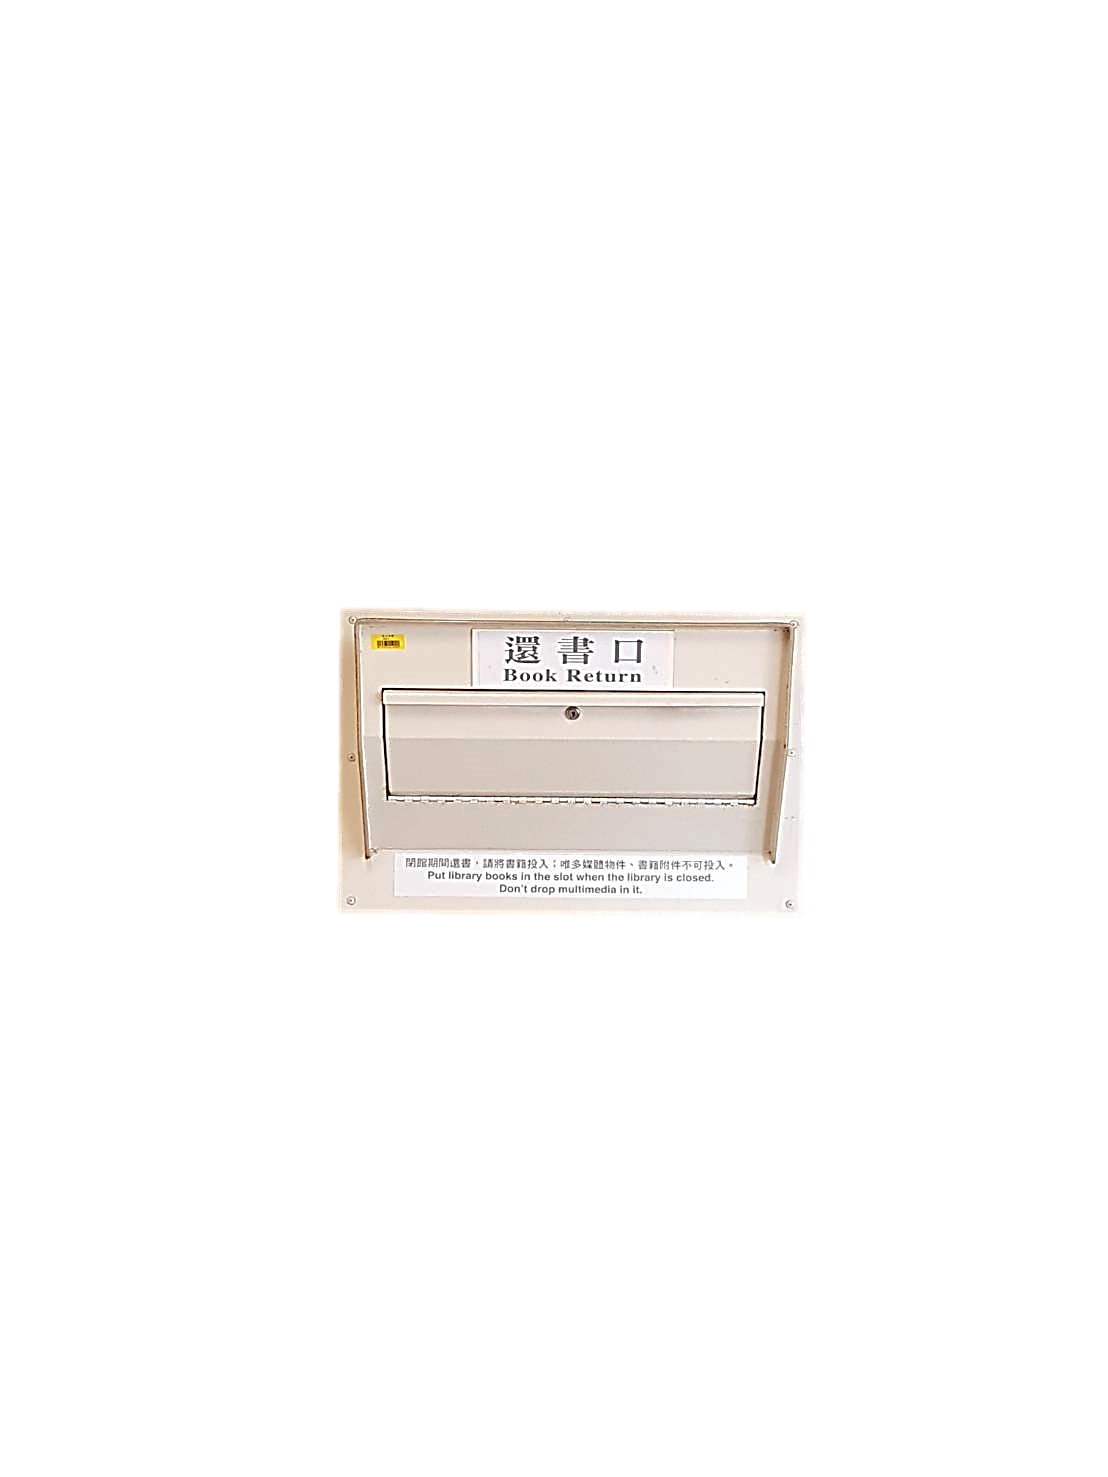 還書口
Book Return
閉館期間還書，請將書籍投入；唯多媒體物件、書籍附件不可投入。
Put library books in the slot when the library is closed.
Don't drop multimedia in it.